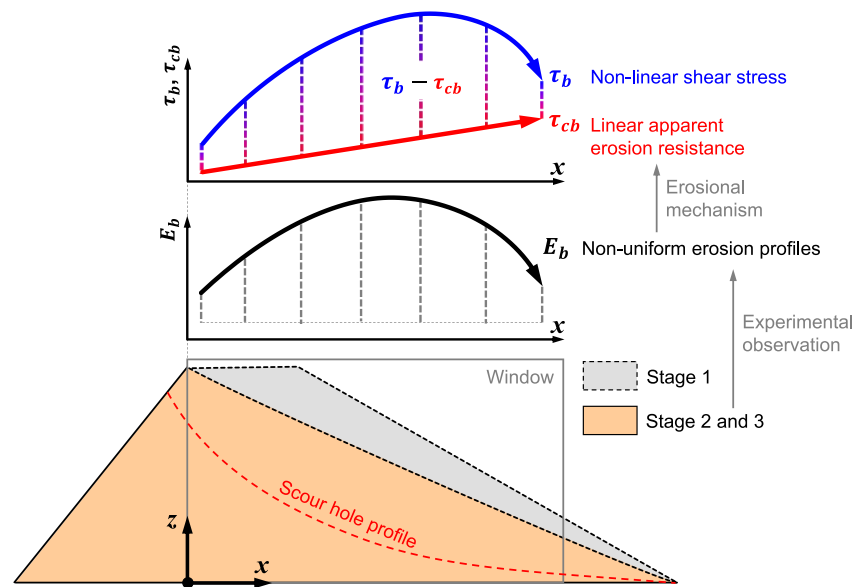 τb, τcb
τb − τcb
τb Non-linear shear stress
τcb Linear apparent
erosion resistance
x
Erosional
mechanism
Eb
Eb Non-uniform erosion profiles
x
Experimental
observation
Window
Stage 1
Stage 2 and 3
Scour hole profile
z
x